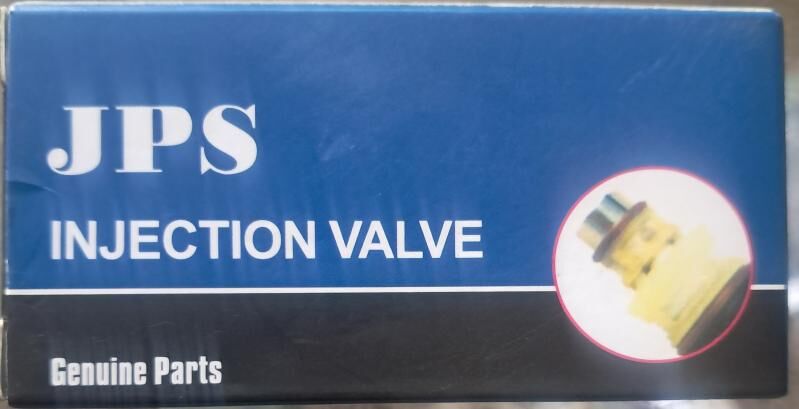 JPS
INJECTION VALVE
Genuine Parts